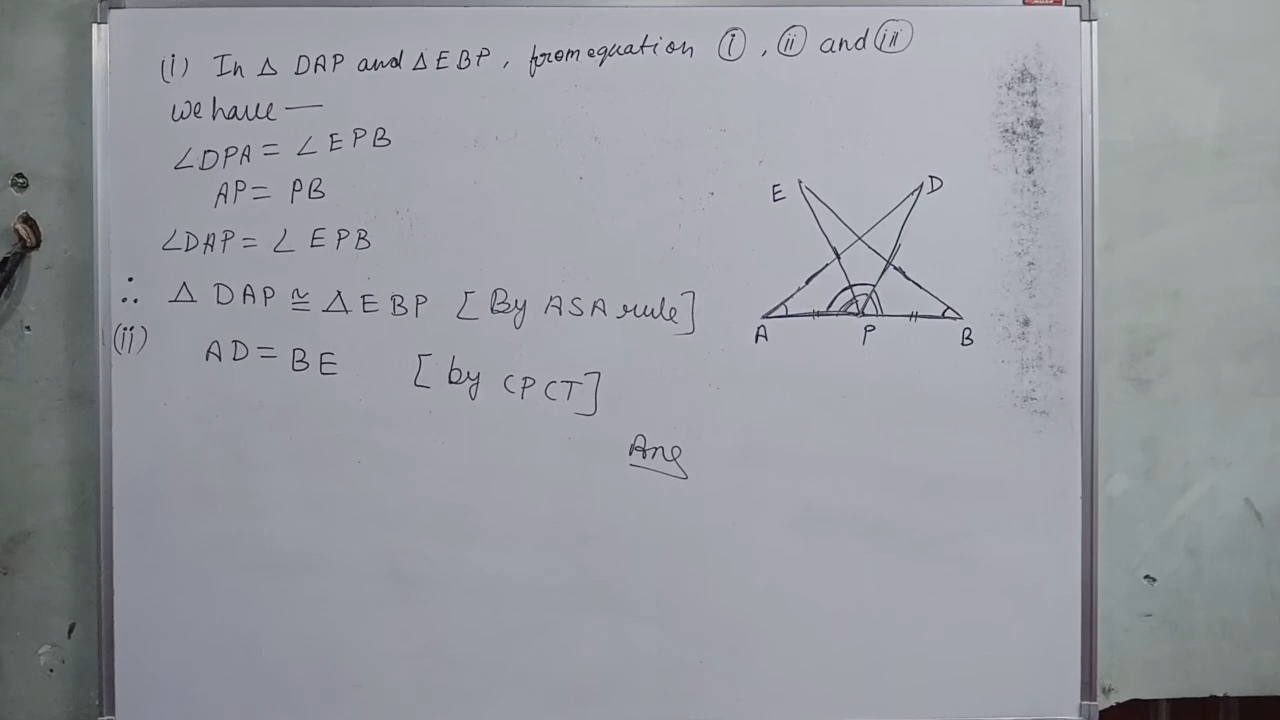 (i) In △ DAP and △ EBP, from equation (i), (ii) and (iii)
we have —
∠DPA = ∠EPB
AP = PB
∠DAP = ∠EPB
∴ △ DAP ≅ △ EBP [By ASA rule]
(ii) AD = BE [by CPCT]
Ans
E D
A P B